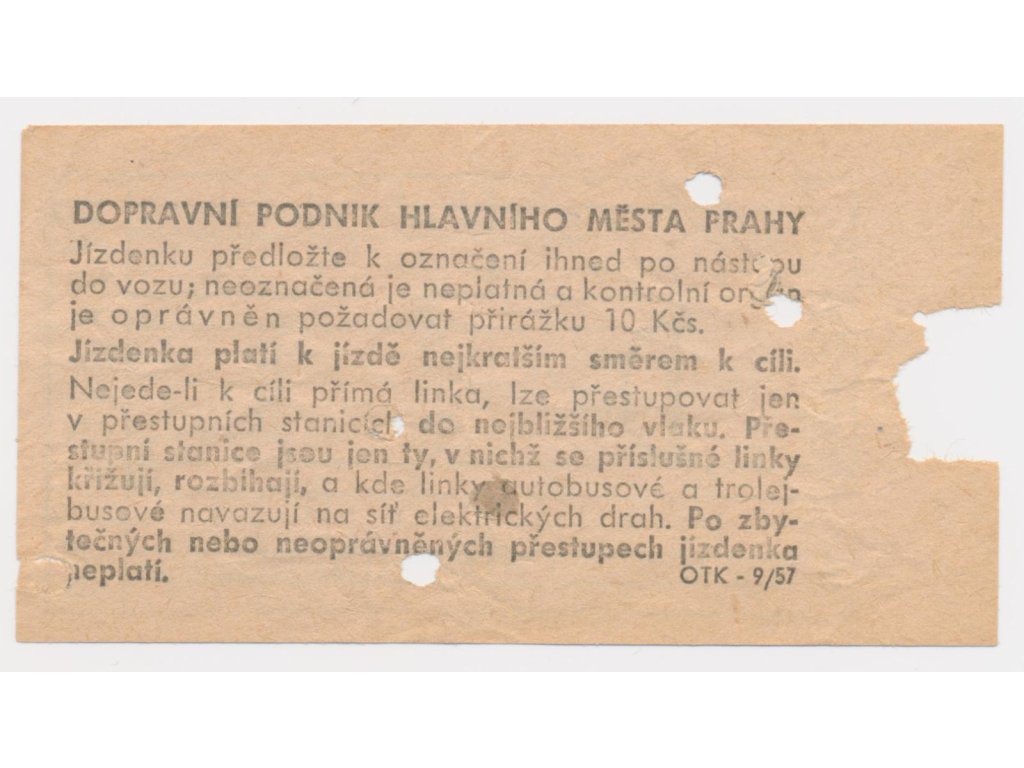 DOPRAVNÍ PODNIK HLAVNÍHO MĚSTA PRAHY
Jízdenku předložte k označení ihned po nástupu
do vozu; neoznačená je neplatná a kontrolní orgán
je oprávněn požadovat přirážku 10 Kčs.
Jízdenka platí k jízdě nejkratším směrem k cíli.
Nejede-li k cíli přímá linka, lze přestupovat jen
v přestupních stanicích do nejbližšího vlaku. Pře-
stupní stanice jsou jen ty, v nichž se příslušné linky
křižují, rozbíhají, a kde linky autobusové a trolej-
busové navazují na síť elektrických drah. Po zby-
tečných nebo neoprávněných přestupech jízdenka
neplatí.
OTK - 9/57